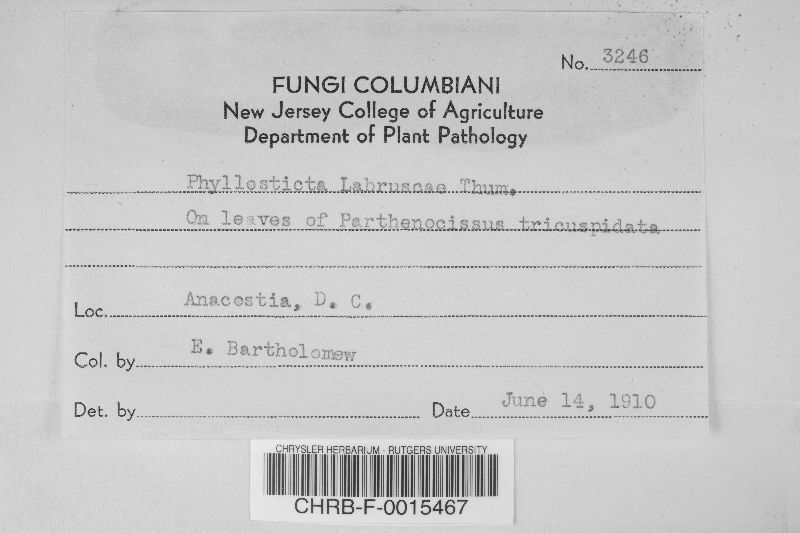 No. 3246
FUNGI COLUMBIANI
New Jersey College of Agriculture
Department of Plant Pathology
Phyllosticta Labruscae Thum.
On leaves of Parthenocissus tricuspidata
Loc. Anacostia, D. C.
Col. by E. Bartholomew
Det. by Date June 14, 1910
CHRYSLER HERBARIUM - RUTGERS UNIVERSITY
CHRB-F-0015467